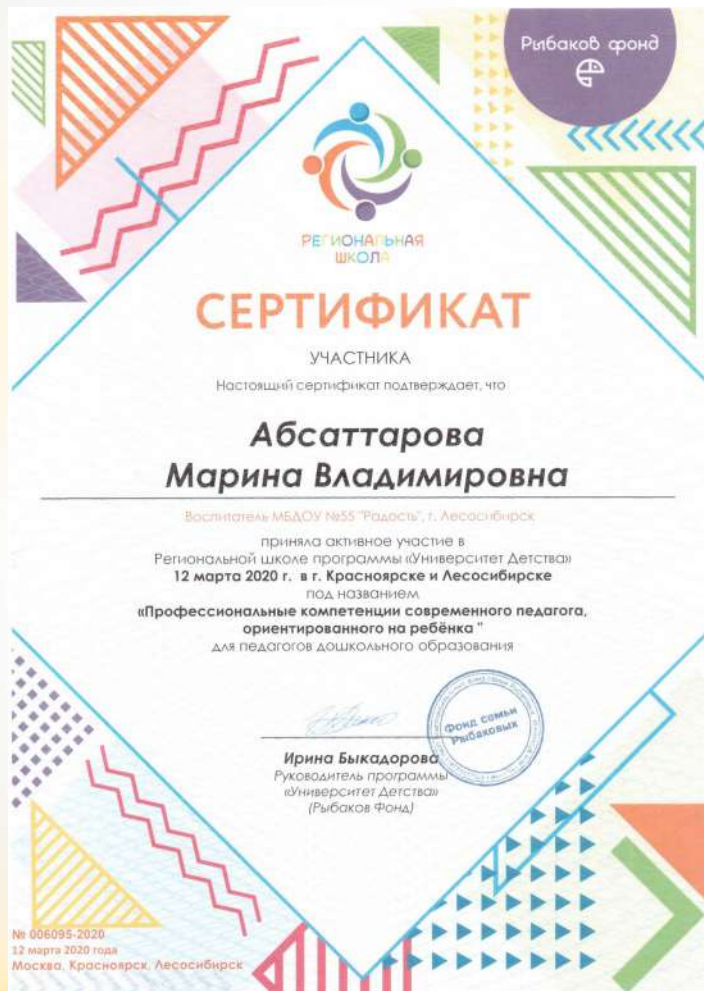 Рыбаков фонд
РЕГИОНАЛЬНАЯ
ШКОЛА
СЕРТИФИКАТ
УЧАСТНИКА
Настоящий сертификат подтверждает, что
Абсаттарова
Марина Владимировна
Воспитатель МБДОУ №55 "Радость", г. Лесосибирск
приняла активное участие в
Региональной школе программы «Университет Детства»
12 марта 2020 г. в г. Красноярске и Лесосибирске
под названием
«Профессиональные компетенции современного педагога,
ориентированного на ребёнка "
для педагогов дошкольного образования
Фонд семьи
Рыбаковых
Ирина Быкадорова
Руководитель программы
«Университет Детства»
(Рыбаков Фонд)
№ 006095-2020
12 марта 2020 года
Москва, Красноярск, Лесосибирск